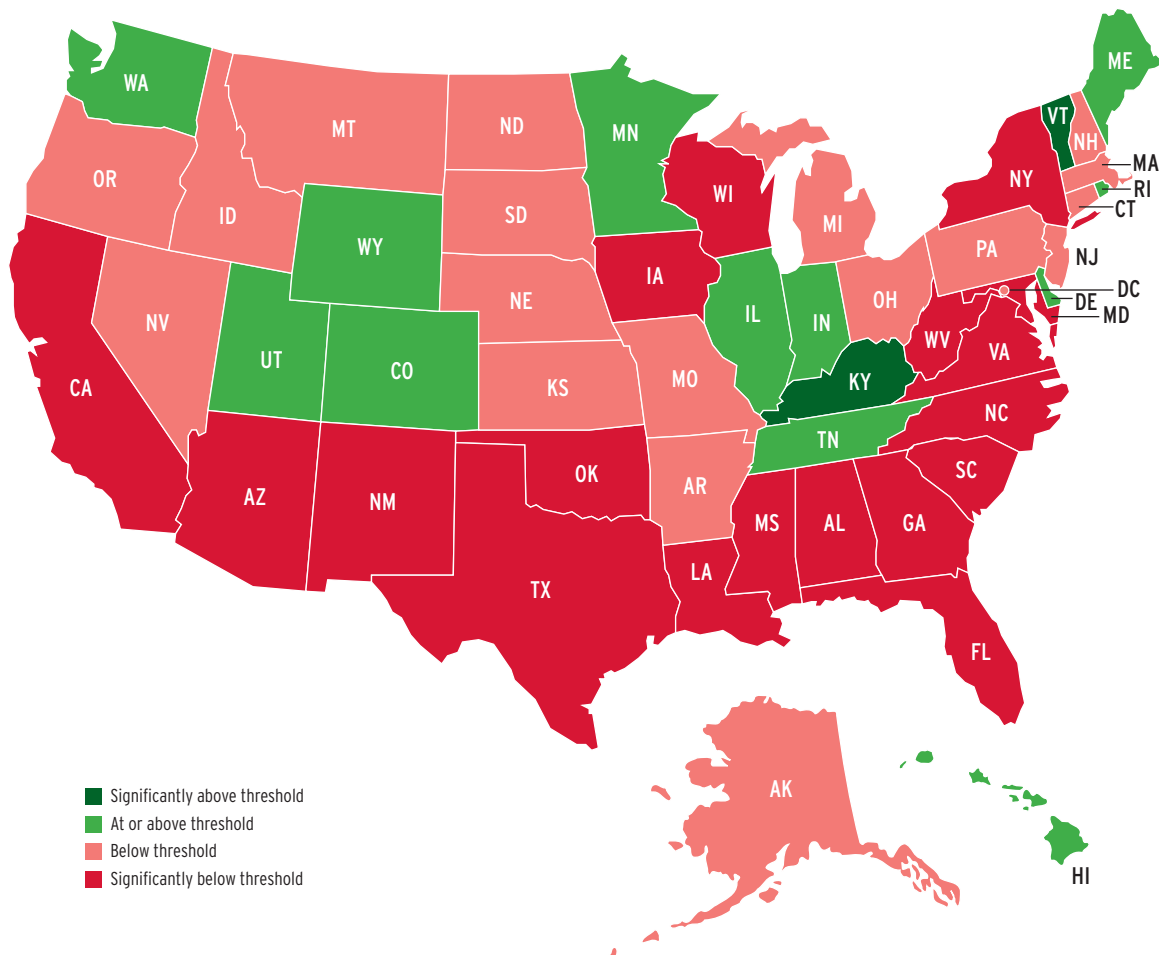 ME
WA
VT
ND
MT
MN
NH
MA
OR
NY
RI
WI
CT
ID
SD
MI
WY
PA
NJ
IA
DC
NE
OH
DE
IL
MD
NV
IN
WV
VA
UT
CO
MO
KY
CA
KS
NC
TN
SC
OK
AR
AZ
NM
MS
AL
GA
LA
TX
FL
AK
HI
Significantly above threshold
At or above threshold
Below threshold
Significantly below threshold